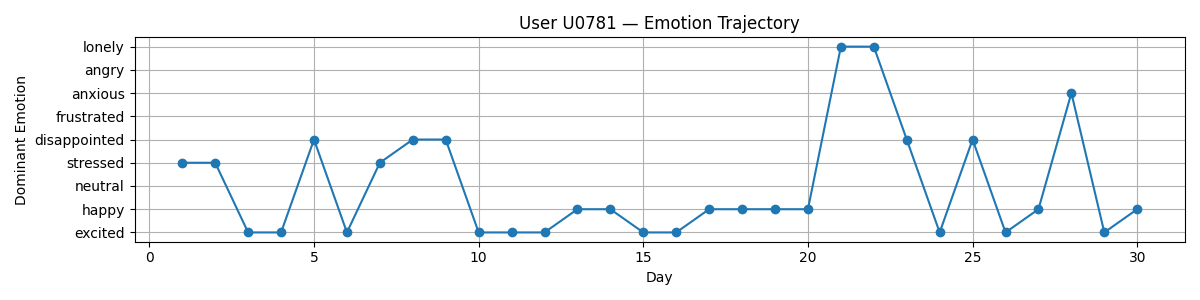 User U0781 — Emotion Trajectory
Dominant Emotion
lonely
angry
anxious
frustrated
disappointed
stressed
neutral
happy
excited
0 5 10 15 20 25 30
Day